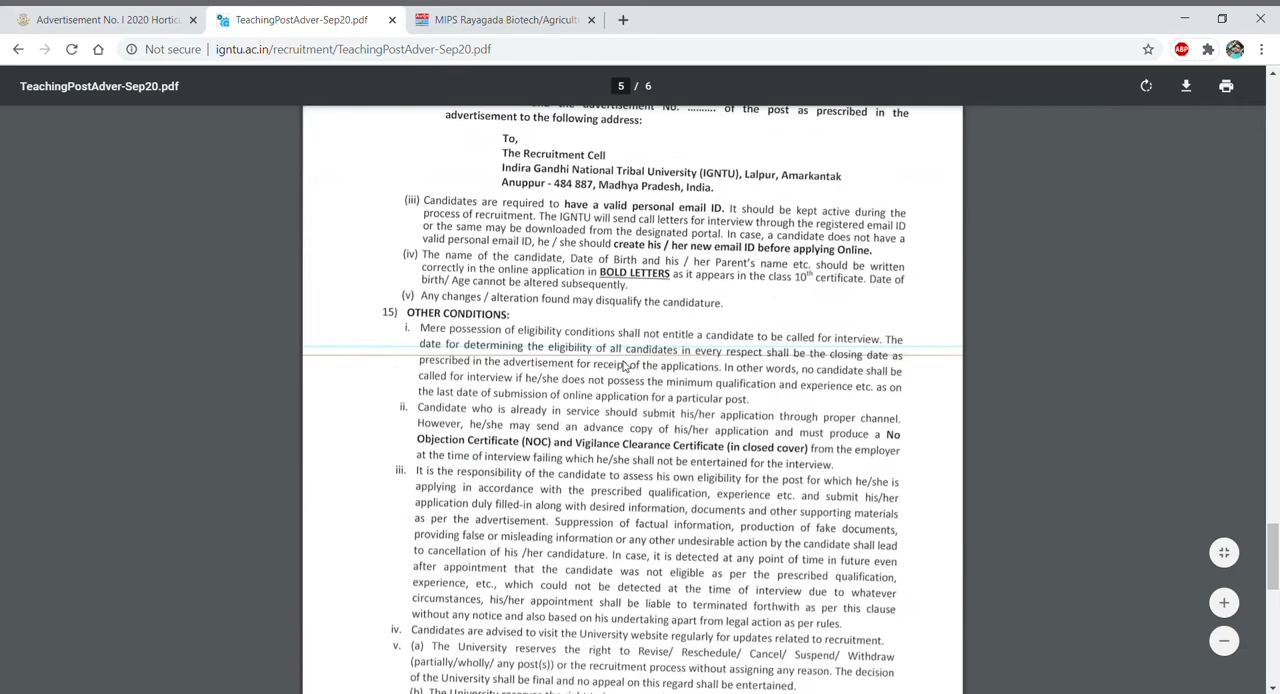 Advertisement No. I 2020 Hortic
TeachingPostAdver-Sep20.pdf
MIPS Rayagada Biotech/Agricult
Not secure | igntu.ac.in/recruitment/TeachingPostAdver-Sep20.pdf
ABP
TeachingPostAdver-Sep20.pdf
5 / 6
and the advertisement No. .......... of the post as prescribed in the
advertisement to the following address:
To,
The Recruitment Cell
Indira Gandhi National Tribal University (IGNTU), Lalpur, Amarkantak
Anuppur - 484 887, Madhya Pradesh, India.
(iii) Candidates are required to have a valid personal email ID. It should be kept active during the
process of recruitment. The IGNTU will send call letters for interview through the registered email ID
or the same may be downloaded from the designated portal. In case, a candidate does not have a
valid personal email ID, he / she should create his / her new email ID before applying Online.
(iv) The name of the candidate, Date of Birth and his / her Parent's name etc. should be written
correctly in the online application in BOLD LETTERS as it appears in the class 10th certificate. Date of
birth/ Age cannot be altered subsequently.
(v) Any changes / alteration found may disqualify the candidature.
15) OTHER CONDITIONS:
i. Mere possession of eligibility conditions shall not entitle a candidate to be called for interview. The
date for determining the eligibility of all candidates in every respect shall be the closing date as
prescribed in the advertisement for receipt of the applications. In other words, no candidate shall be
called for interview if he/she does not possess the minimum qualification and experience etc. as on
the last date of submission of online application for a particular post.
ii. Candidate who is already in service should submit his/her application through proper channel.
However, he/she may send an advance copy of his/her application and must produce a No
Objection Certificate (NOC) and Vigilance Clearance Certificate (in closed cover) from the employer
at the time of interview failing which he/she shall not be entertained for the interview.
iii. It is the responsibility of the candidate to assess his own eligibility for the post for which he/she is
applying in accordance with the prescribed qualification, experience etc. and submit his/her
application duly filled-in along with desired information, documents and other supporting materials
as per the advertisement. Suppression of factual information, production of fake documents,
providing false or misleading information or any other undesirable action by the candidate shall lead
to cancellation of his /her candidature. In case, it is detected at any point of time in future even
after appointment that the candidate was not eligible as per the prescribed qualification,
experience, etc., which could not be detected at the time of interview due to whatever
circumstances, his/her appointment shall be liable to terminated forthwith as per this clause
without any notice and also based on his undertaking apart from legal action as per rules.
iv. Candidates are advised to visit the University website regularly for updates related to recruitment.
v. (a) The University reserves the right to Revise/ Reschedule/ Cancel/ Suspend/ Withdraw
(partially/wholly/ any post(s)) or the recruitment process without assigning any reason. The decision
of the University shall be final and no appeal on this regard shall be entertained.
(b) The University reserves the right to